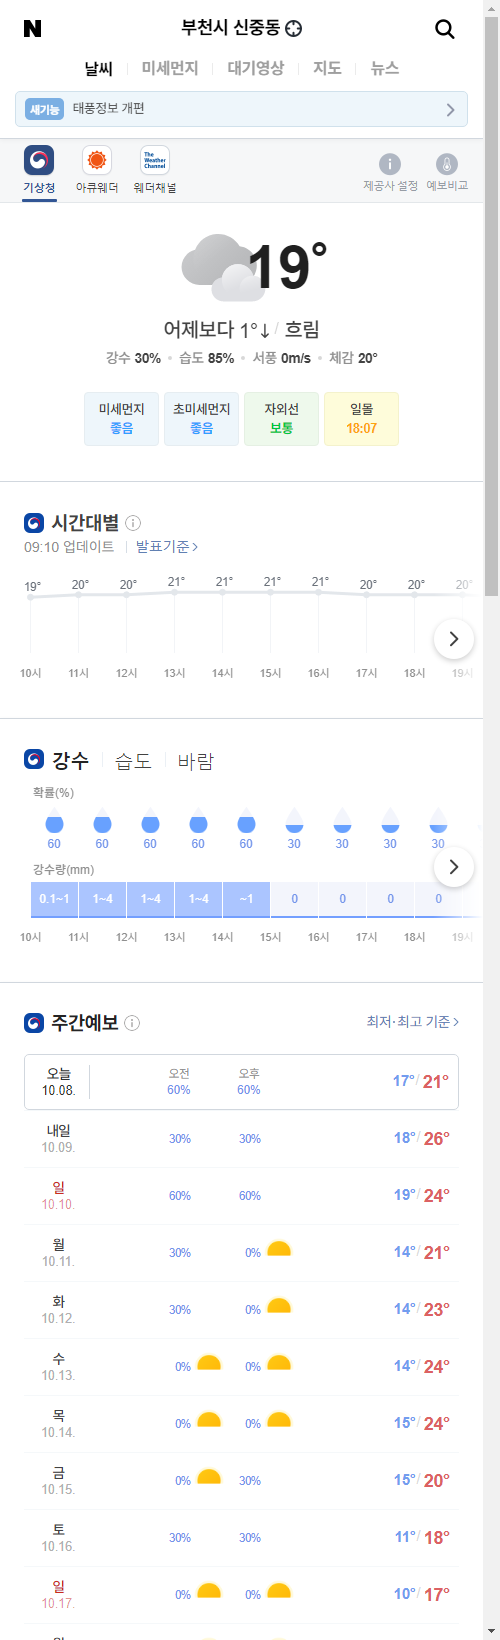 N 부천시 신중동
날씨 미세먼지 대기영상 지도 뉴스
새기능 태풍정보 개편
The Weather Channel
기상청 아큐웨더 웨더채널 제공사 설정 예보비교
19°
어제보다 1°↓ / 흐림
강수 30% • 습도 85% • 서풍 0m/s • 체감 20°
미세먼지 초미세먼지 자외선 일몰
좋음 좋음 보통 18:07
시간대별
09:10 업데이트 발표기준 >
19° 20° 20° 21° 21° 21° 21° 20° 20° 20°
10시 11시 12시 13시 14시 15시 16시 17시 18시 19시
강수 습도 바람
확률(%)
60 60 60 60 60 30 30 30 30
강수량(mm)
0.1~1 1~4 1~4 1~4 ~1 0 0 0 0
10시 11시 12시 13시 14시 15시 16시 17시 18시 19시
주간예보 최저·최고 기준 >
오늘 오전 오후
10.08. 60% 60% 17°/ 21°
내일
10.09. 30% 30% 18°/ 26°
일
10.10. 60% 60% 19°/ 24°
월
10.11. 30% 0% 14°/ 21°
화
10.12. 30% 0% 14°/ 23°
수
10.13. 0% 0% 14°/ 24°
목
10.14. 0% 0% 15°/ 24°
금
10.15. 0% 30% 15°/ 20°
토
10.16. 30% 30% 11°/ 18°
일
10.17. 0% 0% 10°/ 17°